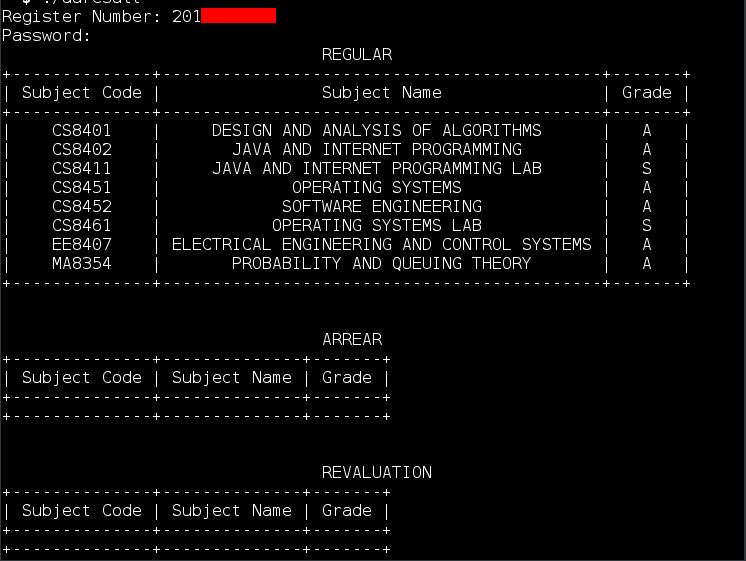 Register Number: 201
Password:
REGULAR
+--------------+--------------------------------------------+-------+
| Subject Code | Subject Name | Grade |
+--------------+--------------------------------------------+-------+
| CS8401 | DESIGN AND ANALYSIS OF ALGORITHMS | A |
| CS8402 | JAVA AND INTERNET PROGRAMMING | A |
| CS8411 | JAVA AND INTERNET PROGRAMMING LAB | S |
| CS8451 | OPERATING SYSTEMS | A |
| CS8452 | SOFTWARE ENGINEERING | A |
| CS8461 | OPERATING SYSTEMS LAB | S |
| EE8407 | ELECTRICAL ENGINEERING AND CONTROL SYSTEMS | A |
| MA8354 | PROBABILITY AND QUEUING THEORY | A |
+--------------+--------------------------------------------+-------+
ARREAR
+--------------+--------------+-------+
| Subject Code | Subject Name | Grade |
+--------------+--------------+-------+
+--------------+--------------+-------+
REVALUATION
+--------------+--------------+-------+
| Subject Code | Subject Name | Grade |
+--------------+--------------+-------+
+--------------+--------------+-------+